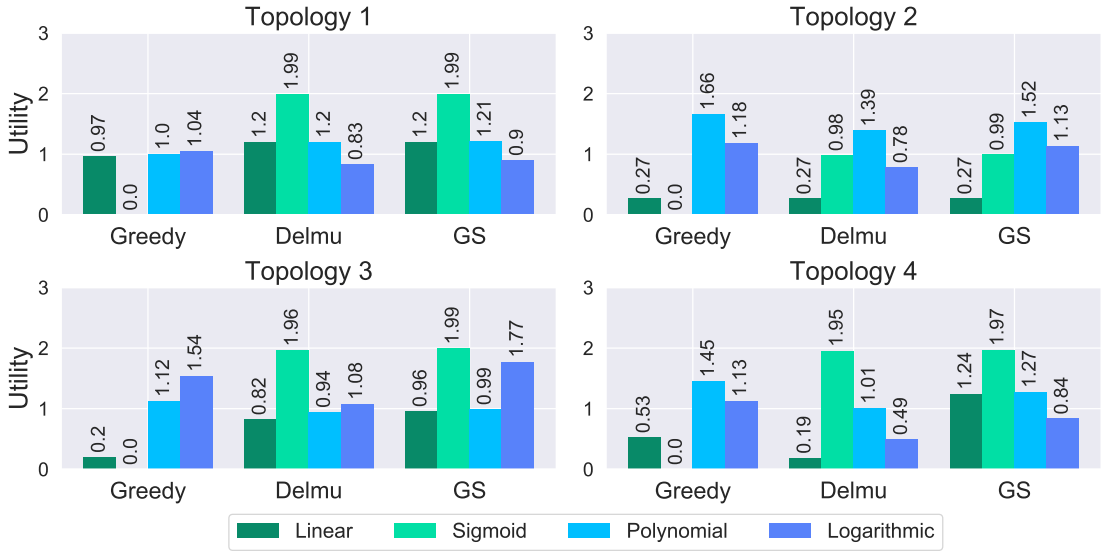 Topology 1
Utility
3
2
1
0
0.97
0.0
1.0
1.04
1.2
1.99
1.2
0.83
1.2
1.99
1.21
0.9
Greedy
Delmu
GS
Topology 2
3
2
1
0
0.27
0.0
1.66
1.18
0.27
0.98
1.39
0.78
0.27
0.99
1.52
1.13
Greedy
Delmu
GS
Topology 3
Utility
3
2
1
0
0.2
0.0
1.12
1.54
0.82
1.96
0.94
1.08
0.96
1.99
0.99
1.77
Greedy
Delmu
GS
Topology 4
3
2
1
0
0.53
0.0
1.45
1.13
0.19
1.95
1.01
0.49
1.24
1.97
1.27
0.84
Greedy
Delmu
GS
Linear
Sigmoid
Polynomial
Logarithmic